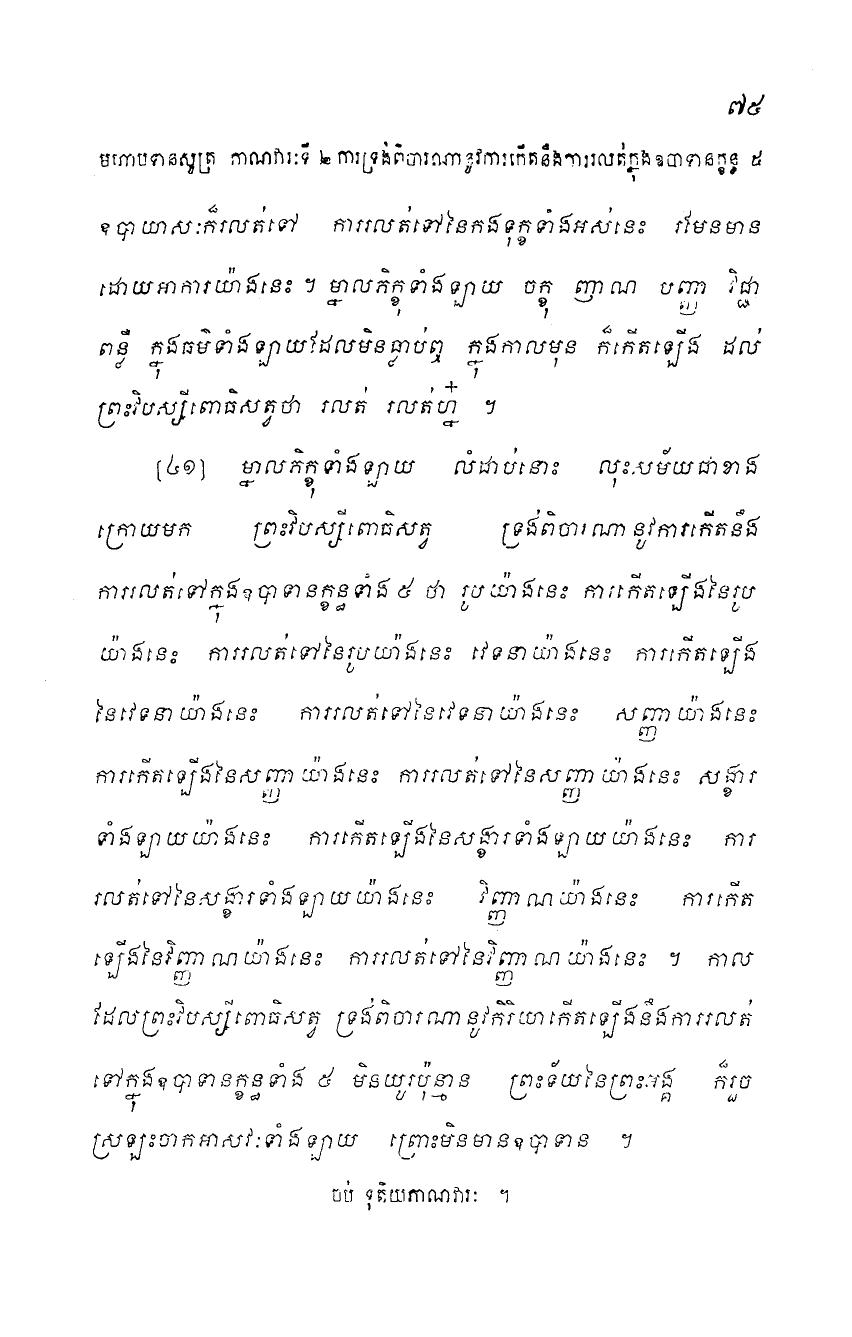 ៧៥
មហាបទានសូត្រ ភាណវារៈទី ២ ការទ្រង់ពិចារណានូវការកើតនឹងការរលត់ក្នុងឧបាទានក្ខន្ធ ៥
ឧបាយាសៈក៏រលត់ទៅ ការរលត់ទៅនៃកងទុក្ខទាំងអស់នេះ រមែនមាន
ដោយអាការយ៉ាងនេះ ។ ម្នាលភិក្ខុទាំងឡាយ ចក្ខុ ញាណ បញ្ញា វិជ្ជា
ពន្លឺ ក្នុងធម៌ទាំងឡាយដែលមិនធ្លាប់ឮ ក្នុងកាលមុន ក៏កើតឡើង ដល់
ព្រះវិបស្សីពោធិសត្វថា រលត់ រលត់ហ្ន៎ ។
[៤១] ម្នាលភិក្ខុទាំងឡាយ លំដាប់នោះ លុះសម័យជាខាង
ក្រោយមក ព្រះវិបស្សីពោធិសត្វ ទ្រង់ពិចារណានូវការកើតនឹង
ការរលត់ទៅក្នុងឧបាទានក្ខន្ធទាំង ៥ ថា រូបយ៉ាងនេះ ការកើតឡើងនៃរូប
យ៉ាងនេះ ការរលត់ទៅនៃរូបយ៉ាងនេះ វេទនាយ៉ាងនេះ ការកើតឡើង
នៃវេទនាយ៉ាងនេះ ការរលត់ទៅនៃវេទនាយ៉ាងនេះ សញ្ញាយ៉ាងនេះ
ការកើតឡើងនៃសញ្ញាយ៉ាងនេះ ការរលត់ទៅនៃសញ្ញាយ៉ាងនេះ សង្ខារ
ទាំងឡាយយ៉ាងនេះ ការកើតឡើងនៃសង្ខារទាំងឡាយយ៉ាងនេះ ការ
រលត់ទៅនៃសង្ខារទាំងឡាយយ៉ាងនេះ វិញ្ញាណយ៉ាងនេះ ការកើត
ឡើងនៃវិញ្ញាណយ៉ាងនេះ ការរលត់ទៅនៃវិញ្ញាណយ៉ាងនេះ ។ កាល
ដែលព្រះវិបស្សីពោធិសត្វ ទ្រង់ពិចារណានូវកិរិយាកើតឡើងនឹងការរលត់
ទៅក្នុងឧបាទានក្ខន្ធទាំង ៥ មិនយូរប៉ុន្មាន ព្រះទ័យនៃព្រះអង្គ ក៏រួច
ស្រឡះចាកអាសវៈទាំងឡាយ ព្រោះមិនមានឧបាទាន ។
ចប់ ទុតិយភាណវារៈ ។